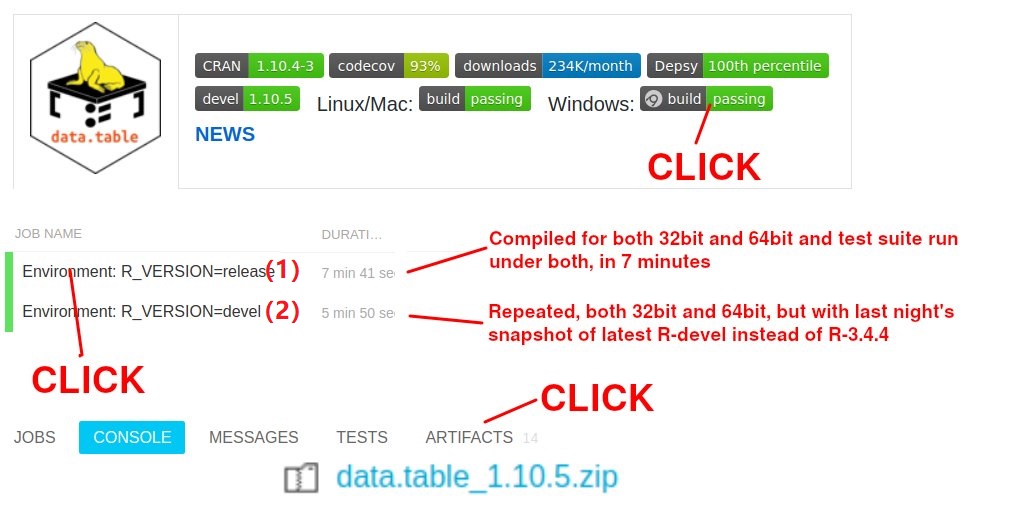 data.table
CRAN 1.10.4-3 codecov 93% downloads 234K/month Depsy 100th percentile
devel 1.10.5 Linux/Mac: build passing Windows: build passing
NEWS
CLICK
JOB NAME DURATI…
Environment: R_VERSION=release (1) 7 min 41 sec
Compiled for both 32bit and 64bit and test suite run
under both, in 7 minutes
Environment: R_VERSION=devel (2) 5 min 50 sec
Repeated, both 32bit and 64bit, but with last night's
snapshot of latest R-devel instead of R-3.4.4
CLICK
CLICK
JOBS CONSOLE MESSAGES TESTS ARTIFACTS 14
data.table_1.10.5.zip